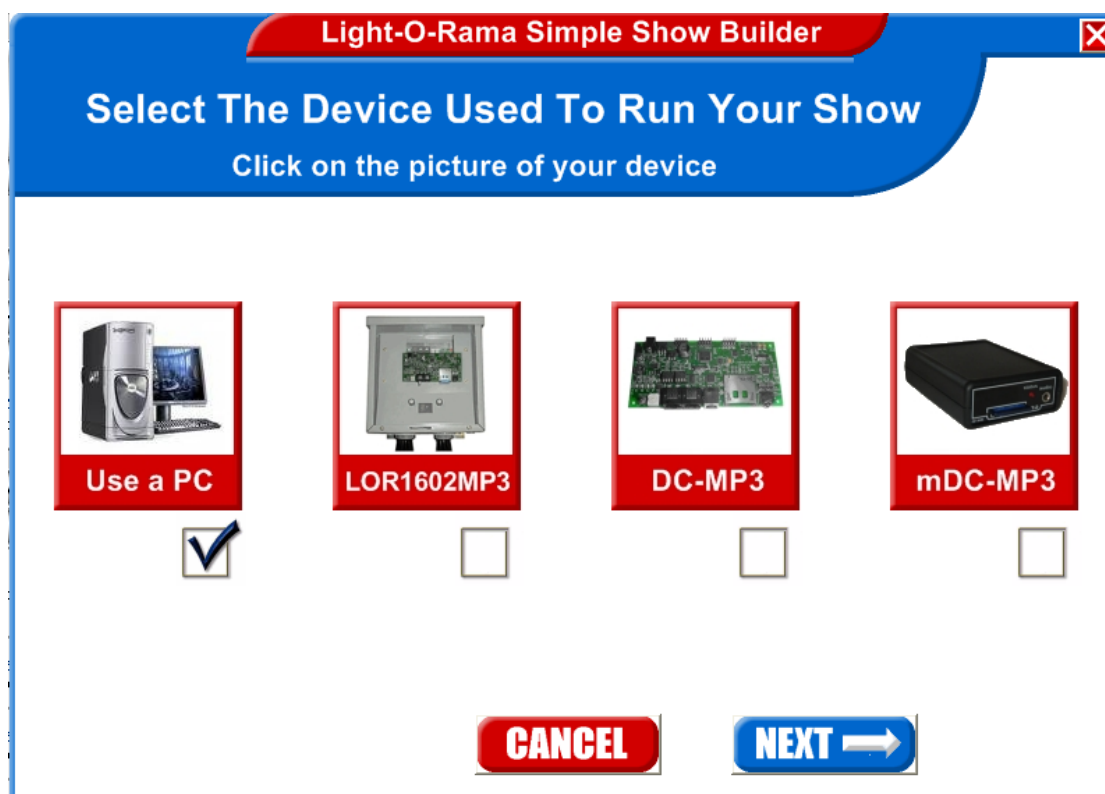 Light-O-Rama Simple Show Builder
Select The Device Used To Run Your Show
Click on the picture of your device
Use a PC
LOR1602MP3
DC-MP3
mDC-MP3
CANCEL
NEXT